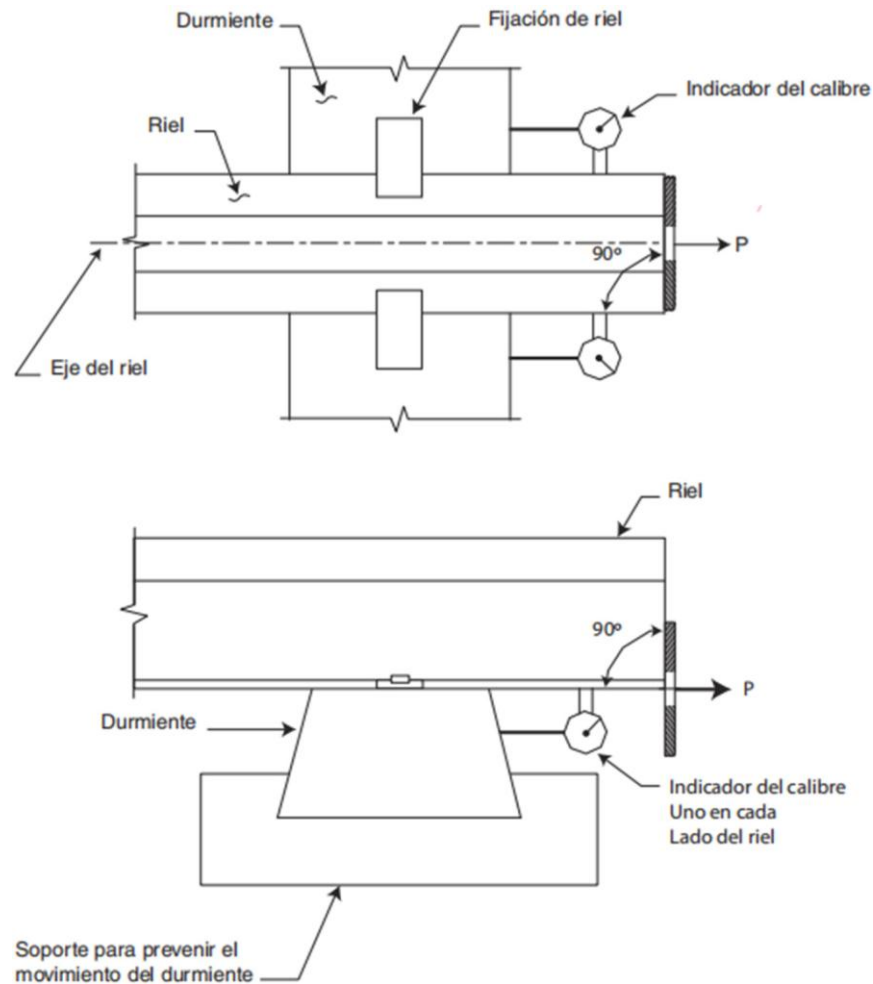 Durmiente
Fijación de riel
Indicador del calibre
Riel
90º
P
Eje del riel
Riel
90º
P
Durmiente
Indicador del calibre
Uno en cada
Lado del riel
Soporte para prevenir el
movimiento del durmiente